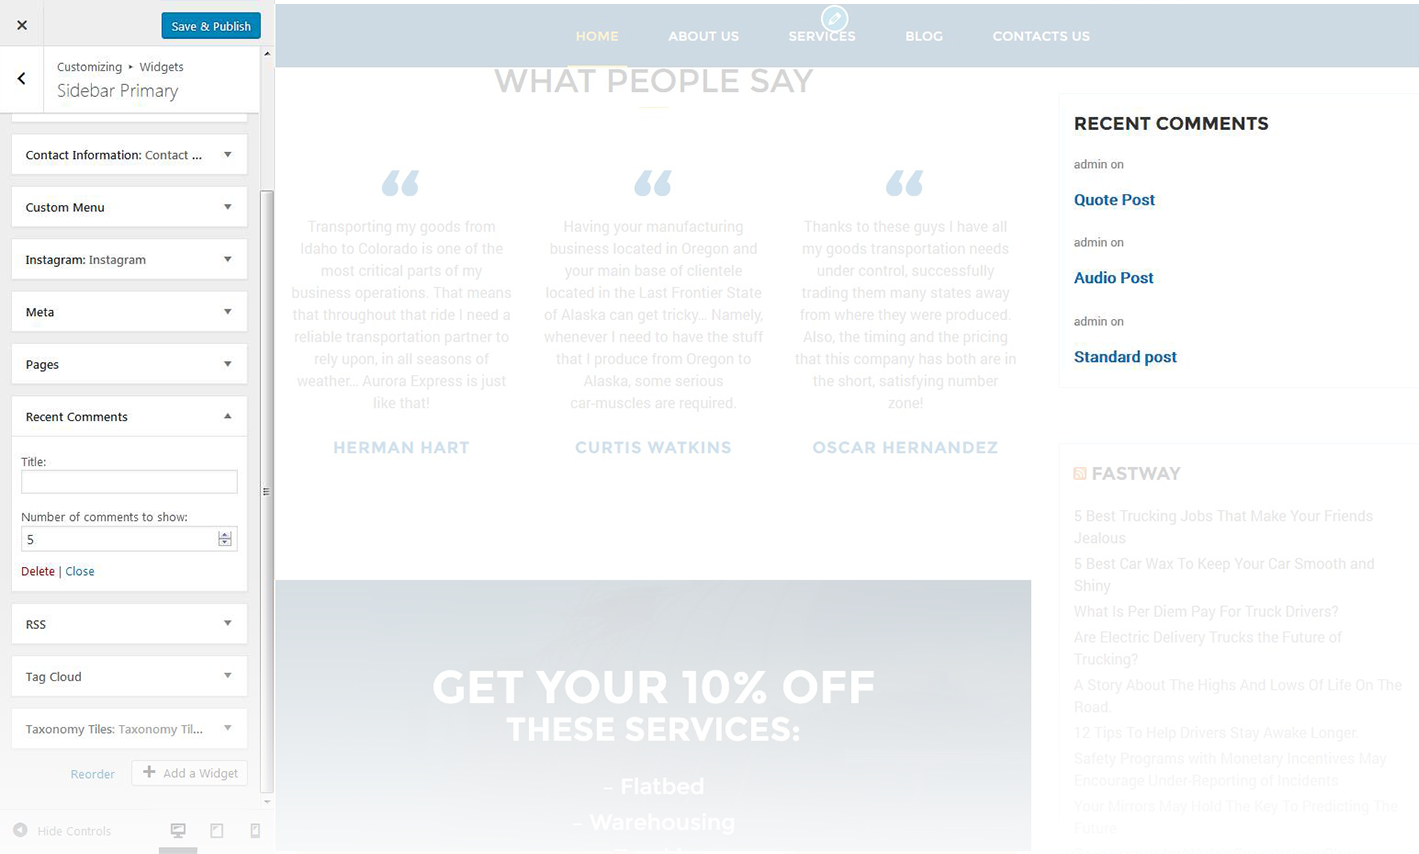 Save & Publish
Customizing ▸ Widgets
Sidebar Primary
Contact Information: Contact ...
Custom Menu
Instagram: Instagram
Meta
Pages
Recent Comments
Title:
Number of comments to show:
5
Delete | Close
RSS
Tag Cloud
Taxonomy Tiles: Taxonomy Til...
Reorder
Add a Widget
Hide Controls
HOME ABOUT US SERVICES BLOG CONTACTS US
WHAT PEOPLE SAY
Transporting my goods from
Idaho to Colorado is one of the
most critical parts of my
business operations. That means
that throughout that ride I need a
reliable transportation partner to
rely upon, in all seasons of
weather... Aurora Express is just
like that!
HERMAN HART
Having your manufacturing
business located in Oregon and
your main base of clientele
located in the Last Frontier State
of Alaska can get tricky... Namely,
whenever I need to have the stuff
that I produce from Oregon to
Alaska, some serious
car-muscles are required.
CURTIS WATKINS
Thanks to these guys I have all
my goods transportation needs
under control, successfully
trading them many states away
from where they were produced.
Also, the timing and the pricing
that this company has both are in
the short, satisfying number
zone!
OSCAR HERNANDEZ
GET YOUR 10% OFF
THESE SERVICES:
– Flatbed
– Warehousing
RECENT COMMENTS
admin on
Quote Post
admin on
Audio Post
admin on
Standard post
FASTWAY
5 Best Trucking Jobs That Make Your Friends
Jealous
5 Best Car Wax To Keep Your Car Smooth and
Shiny
What Is Per Diem Pay For Truck Drivers?
Are Electric Delivery Trucks the Future of
Trucking?
A Story About The Highs And Lows Of Life On The
Road.
12 Tips To Help Drivers Stay Awake Longer.
Safety Programs with Monetary Incentives May
Encourage Under-Reporting of Incidents
Your Mirrors May Hold The Key To Predicting The
Future